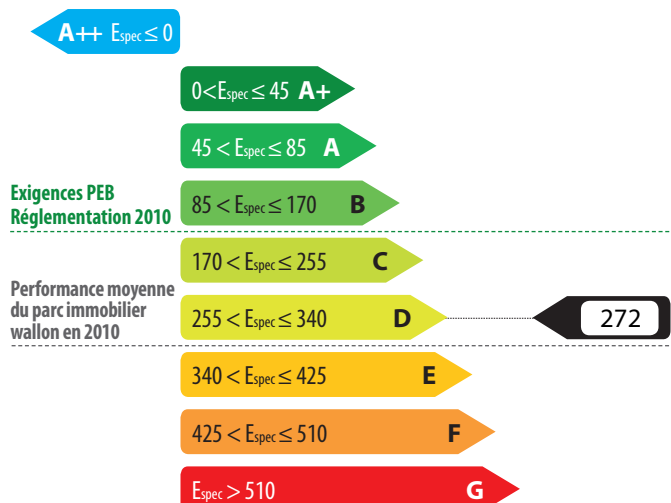 A++ Espec ≤ 0
0<Espec ≤ 45 A+
45 < Espec ≤ 85 A
Exigences PEB
Réglementation 2010
85 < Espec ≤ 170 B
170 < Espec ≤ 255 C
Performance moyenne
du parc immobilier
wallon en 2010
255 < Espec ≤ 340 D
272
340 < Espec ≤ 425 E
425 < Espec ≤ 510 F
Espec > 510 G